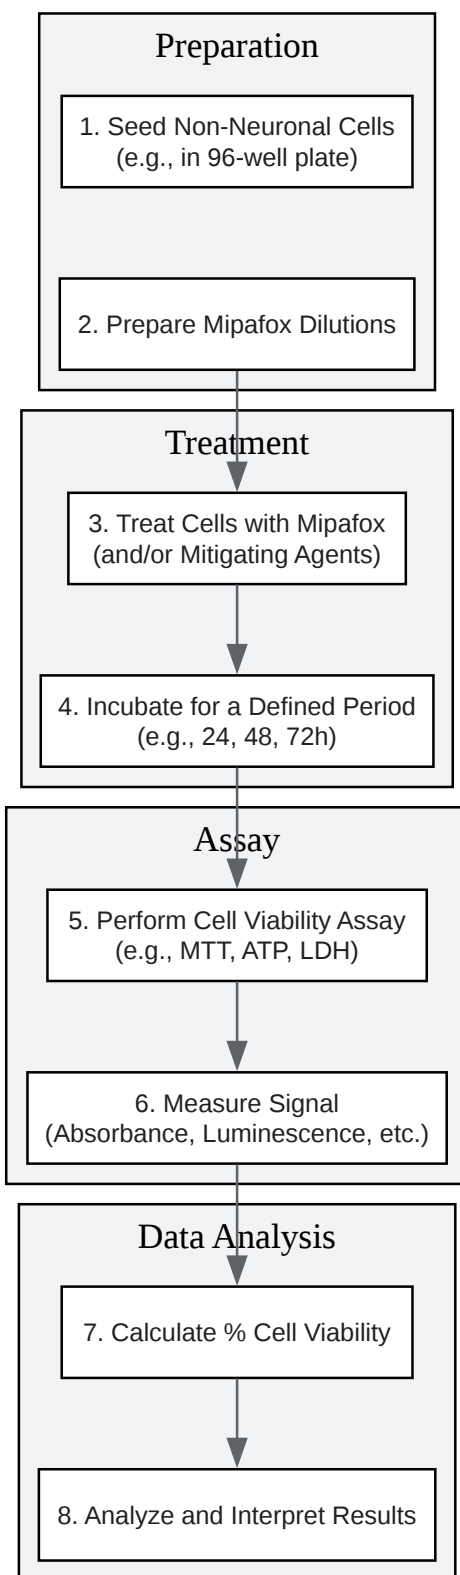 Preparation
1. Seed Non-Neuronal Cells
(e.g., in 96-well plate)
2. Prepare Mipafox Dilutions
Treatment
3. Treat Cells with Mipafox
(and/or Mitigating Agents)
4. Incubate for a Defined Period
(e.g., 24, 48, 72h)
Assay
5. Perform Cell Viability Assay
(e.g., MTT, ATP, LDH)
6. Measure Signal
(Absorbance, Luminescence, etc.)
Data Analysis
7. Calculate % Cell Viability
8. Analyze and Interpret Results